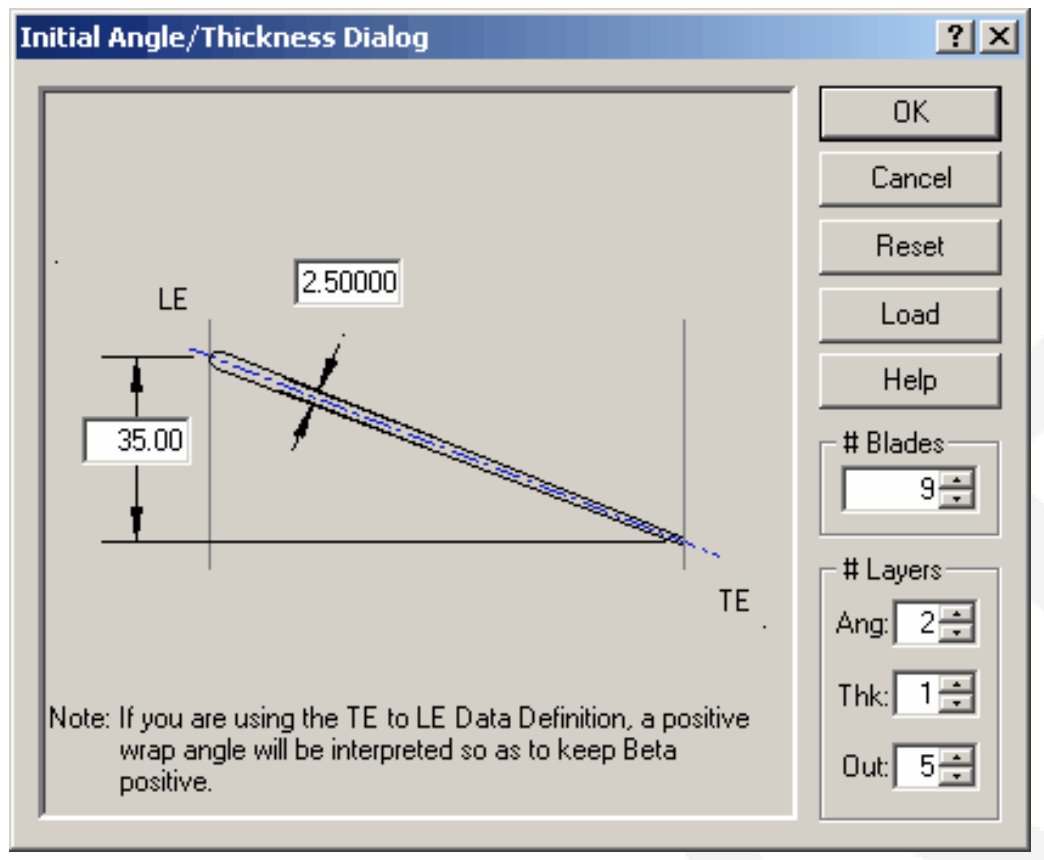 Initial Angle/Thickness Dialog
OK
Cancel
Reset
Load
Help
2.50000
LE
35.00
TE
Note: If you are using the TE to LE Data Definition, a positive
wrap angle will be interpreted so as to keep Beta
positive.
# Blades
9
# Layers
Ang: 2
Thk: 1
Out: 5